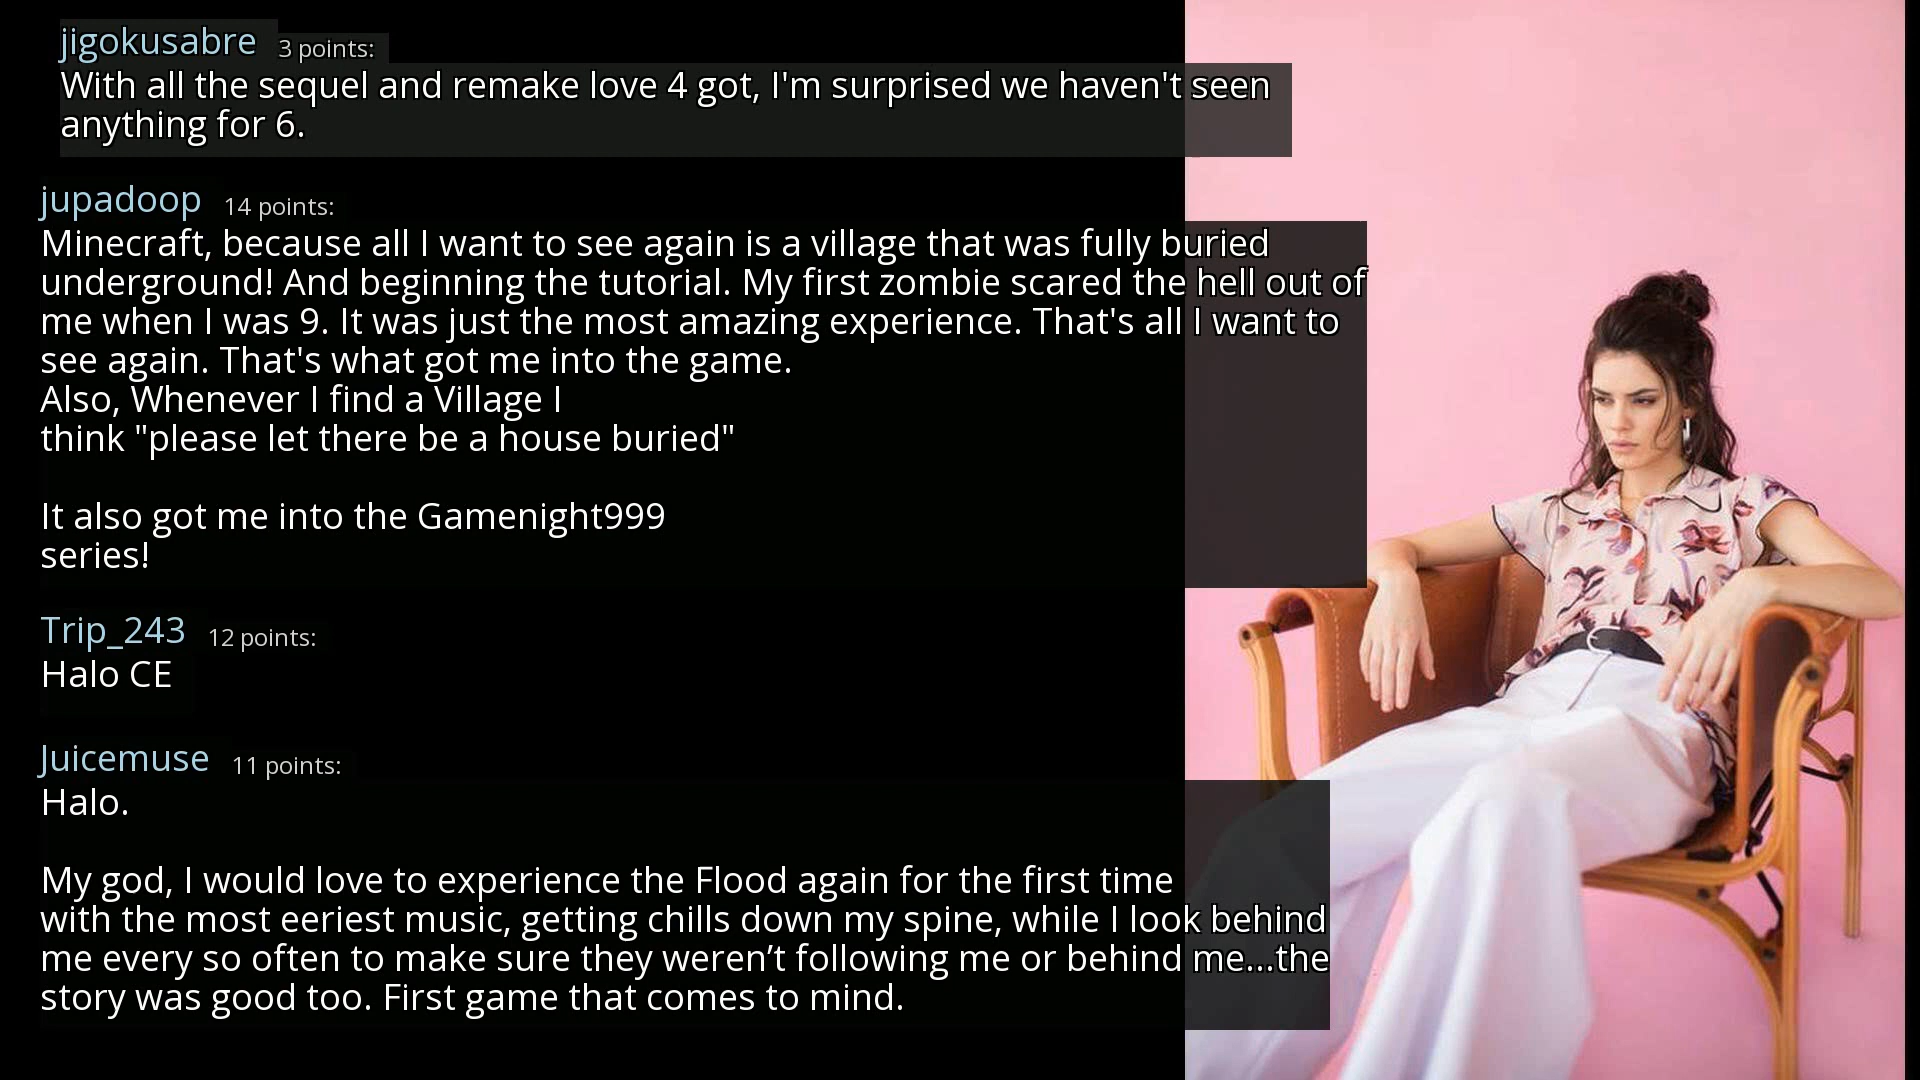 jigokusabre 3 points:
With all the sequel and remake love 4 got, I'm surprised we haven't seen
anything for 6.
jupadoop 14 points:
Minecraft, because all I want to see again is a village that was fully buried
underground! And beginning the tutorial. My first zombie scared the hell out of
me when I was 9. It was just the most amazing experience. That's all I want to
see again. That's what got me into the game.
Also, Whenever I find a Village I
think "please let there be a house buried"
It also got me into the Gamenight999
series!
Trip_243 12 points:
Halo CE
Juicemuse 11 points:
Halo.
My god, I would love to experience the Flood again for the first time
with the most eeriest music, getting chills down my spine, while I look behind
me every so often to make sure they weren’t following me or behind me...the
story was good too. First game that comes to mind.